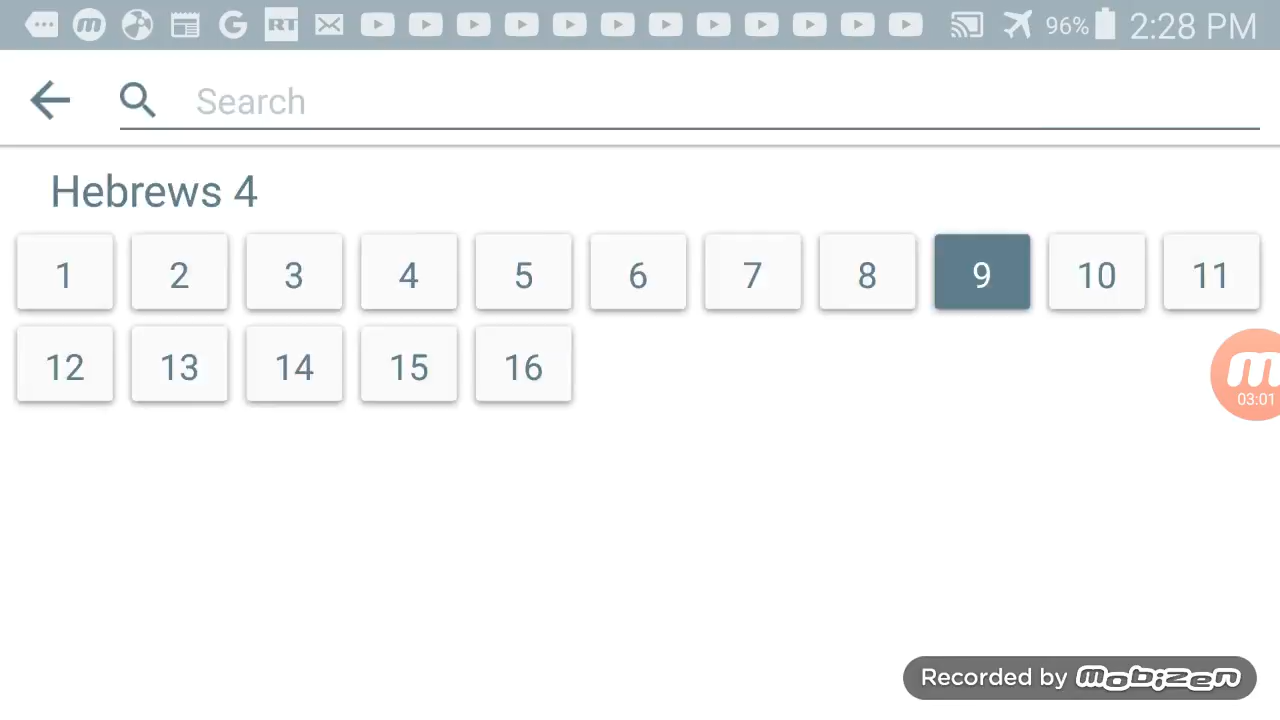 m G RT 96% 2:28 PM
Search
Hebrews 4
1 2 3 4 5 6 7 8 9 10 11
12 13 14 15 16
m
03:01
Recorded by mobizen